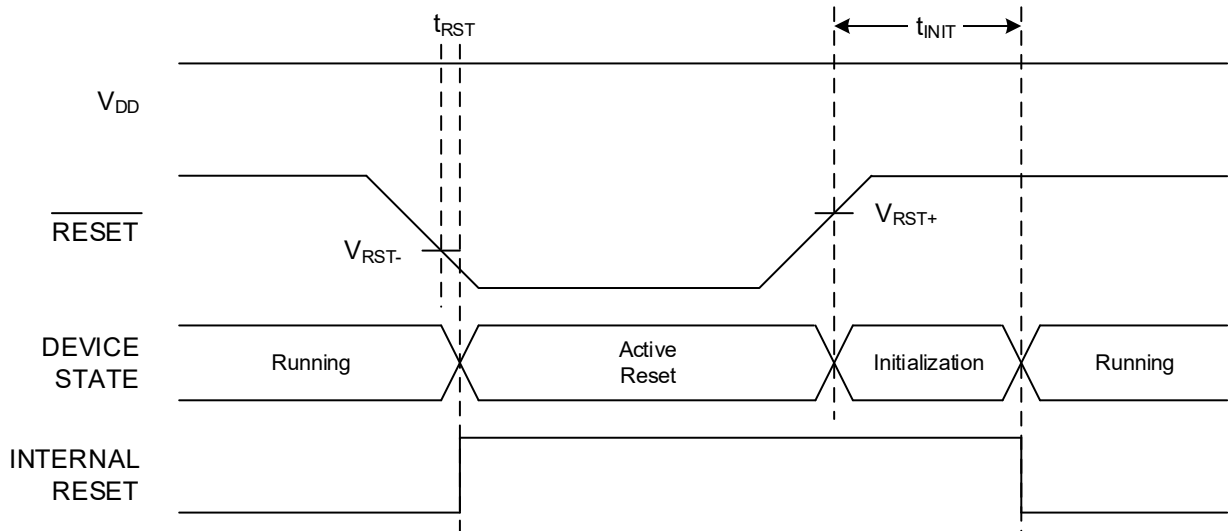 tRST
tINIT
VDD
RESET
VRST-
VRST+
DEVICE
STATE
Running
Active
Reset
Initialization
Running
INTERNAL
RESET